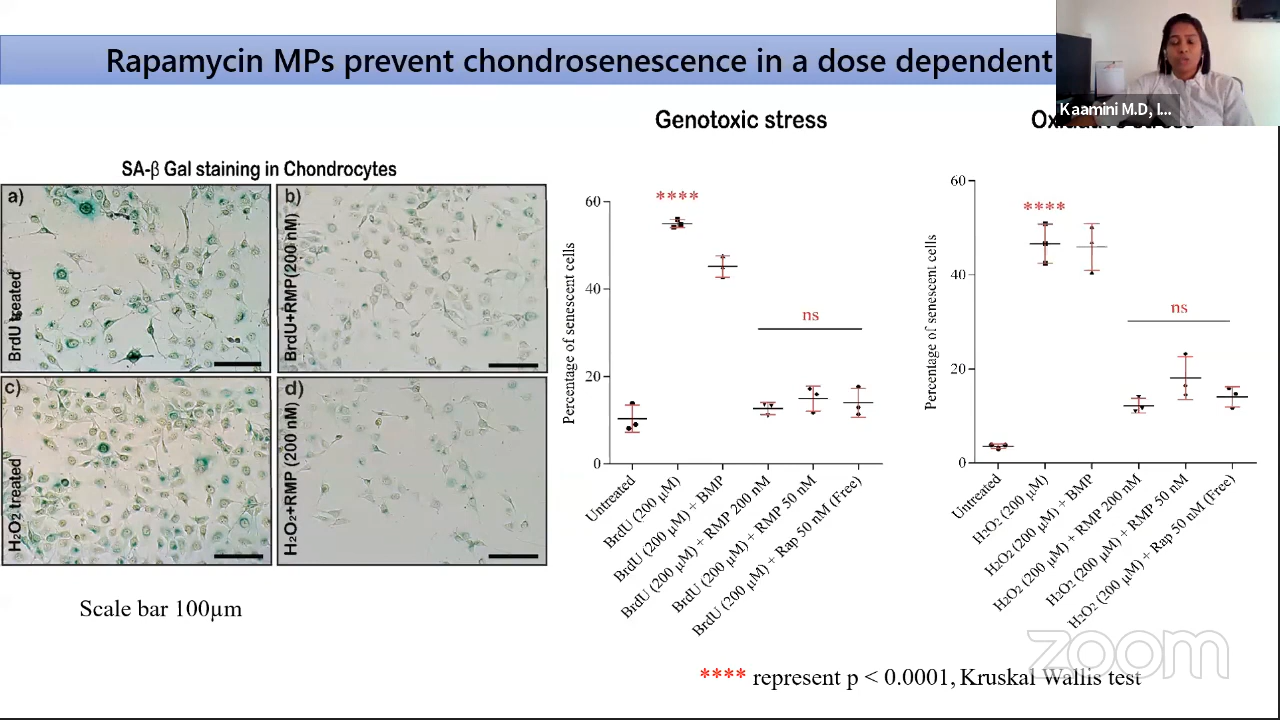 Rapamycin MPs prevent chondrosenescence in a dose dependent
Kaamini M.D, I...
Genotoxic stress
Oxidative stress
SA-β Gal staining in Chondrocytes
a)
BrdU treated
b)
BrdU+RMP(200 nM)
c)
H₂O₂ treated
d)
H₂O₂+RMP (200 nM)
Scale bar 100µm
Percentage of senescent cells
60
40
20
0
****
ns
Untreated
BrdU (200 µM)
BrdU (200 µM) + BMP
BrdU (200 µM) + RMP 200 nM
BrdU (200 µM) + RMP 50 nM
BrdU (200 µM) + Rap 50 nM (Free)
Percentage of senescent cells
60
40
20
0
****
ns
Untreated
H₂O₂ (200 µM)
H₂O₂ (200 µM) + BMP
H₂O₂ (200 µM) + RMP 200 nM
H₂O₂ (200 µM) + RMP 50 nM
H₂O₂ (200 µM) + Rap 50 nM (Free)
zoom
**** represent p < 0.0001, Kruskal Wallis test